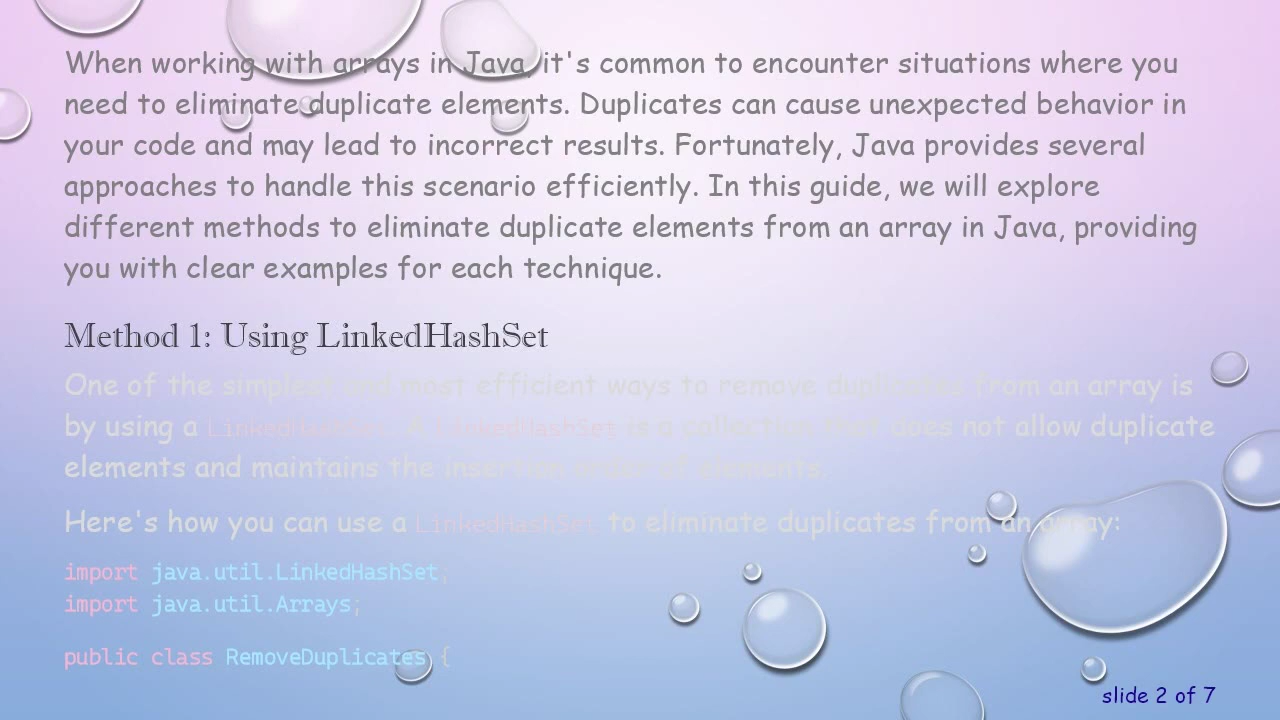 When working with arrays in Java, it's common to encounter situations where you
need to eliminate duplicate elements. Duplicates can cause unexpected behavior in
your code and may lead to incorrect results. Fortunately, Java provides several
approaches to handle this scenario efficiently. In this guide, we will explore
different methods to eliminate duplicate elements from an array in Java, providing
you with clear examples for each technique.
Method 1: Using LinkedHashSet
One of the simplest and most efficient ways to remove duplicates from an array is
by using a LinkedHashSet. A LinkedHashSet is a collection that does not allow duplicate
elements and maintains the insertion order of elements.
Here's how you can use a LinkedHashSet to eliminate duplicates from an array:
import java.util.LinkedHashSet;
import java.util.Arrays;
public class RemoveDuplicates {
slide 2 of 7